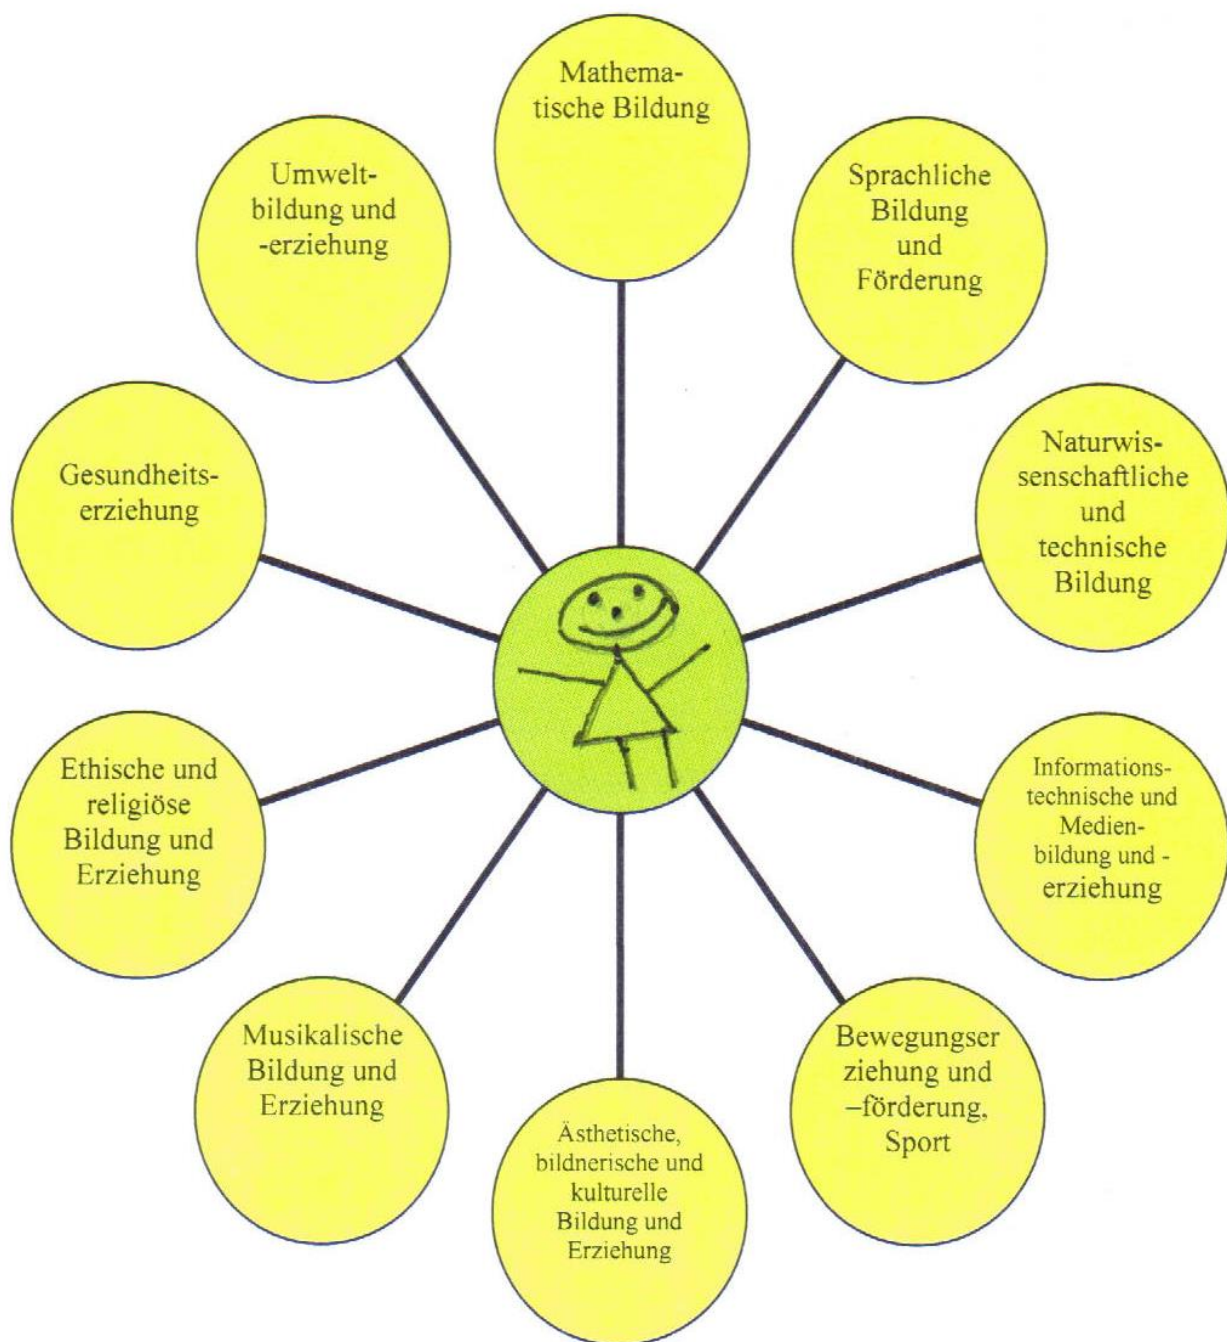 Mathema-
tische Bildung
Sprachliche
Bildung
und
Förderung
Naturwis-
senschaftliche
und
technische
Bildung
Informations-
technische und
Medien-
bildung und -
erziehung
Bewegungser
ziehung und
–förderung,
Sport
Ästhetische,
bildnerische und
kulturelle
Bildung und
Erziehung
Musikalische
Bildung und
Erziehung
Ethische und
religiöse
Bildung und
Erziehung
Gesundheits-
erziehung
Umwelt-
bildung und
-erziehung